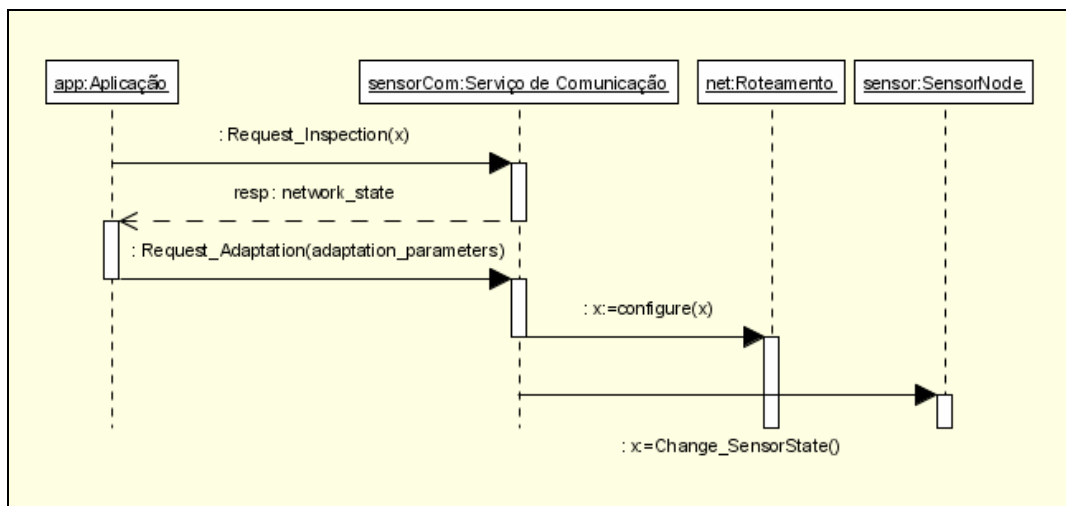 app:Aplicação
sensorCom:Serviço de Comunicação
net:Roteamento
sensor:SensorNode
: Request_Inspection(x)
resp: network_state
: Request_Adaptation(adaptation_parameters)
: x:=configure(x)
: x:=Change_SensorState()